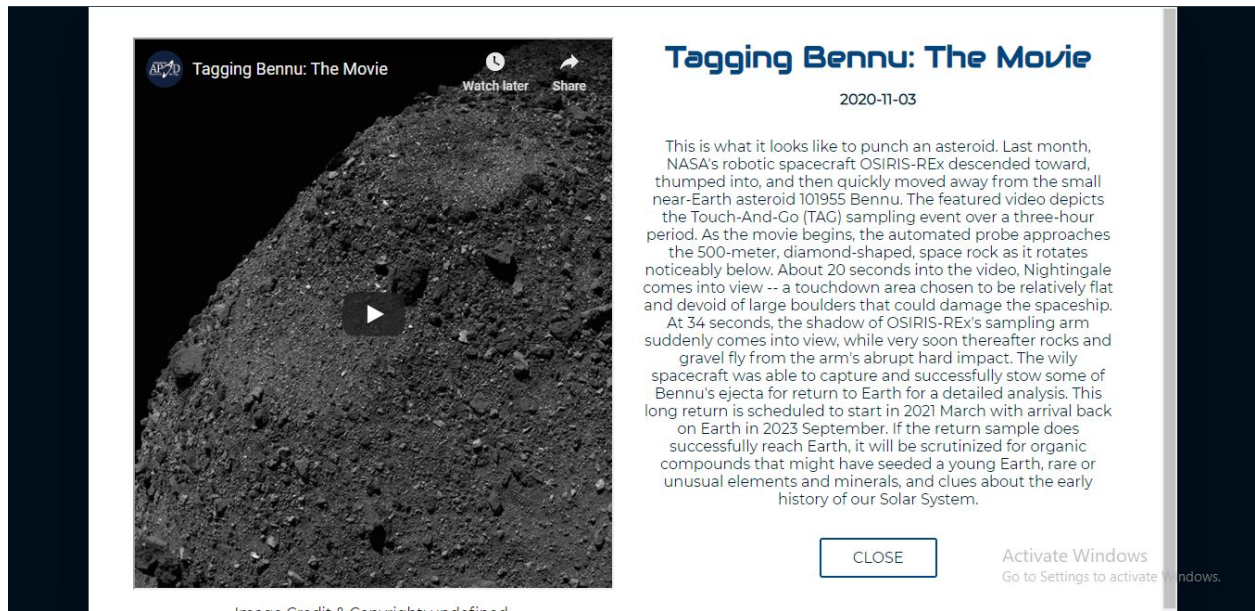 APOD Tagging Bennu: The Movie
Watch later
Share
Tagging Bennu: The Movie
2020-11-03
This is what it looks like to punch an asteroid. Last month,
NASA's robotic spacecraft OSIRIS-REx descended toward,
thumped into, and then quickly moved away from the small
near-Earth asteroid 101955 Bennu. The featured video depicts
the Touch-And-Go (TAG) sampling event over a three-hour
period. As the movie begins, the automated probe approaches
the 500-meter, diamond-shaped, space rock as it rotates
noticeably below. About 20 seconds into the video, Nightingale
comes into view -- a touchdown area chosen to be relatively flat
and devoid of large boulders that could damage the spaceship.
At 34 seconds, the shadow of OSIRIS-REx's sampling arm
suddenly comes into view, while very soon thereafter rocks and
gravel fly from the arm's abrupt hard impact. The wily
spacecraft was able to capture and successfully stow some of
Bennu's ejecta for return to Earth for a detailed analysis. This
long return is scheduled to start in 2021 March with arrival back
on Earth in 2023 September. If the return sample does
successfully reach Earth, it will be scrutinized for organic
compounds that might have seeded a young Earth, rare or
unusual elements and minerals, and clues about the early
history of our Solar System.
CLOSE
Activate Windows
Go to Settings to activate Windows.
Image Credit & Copyright: undefined